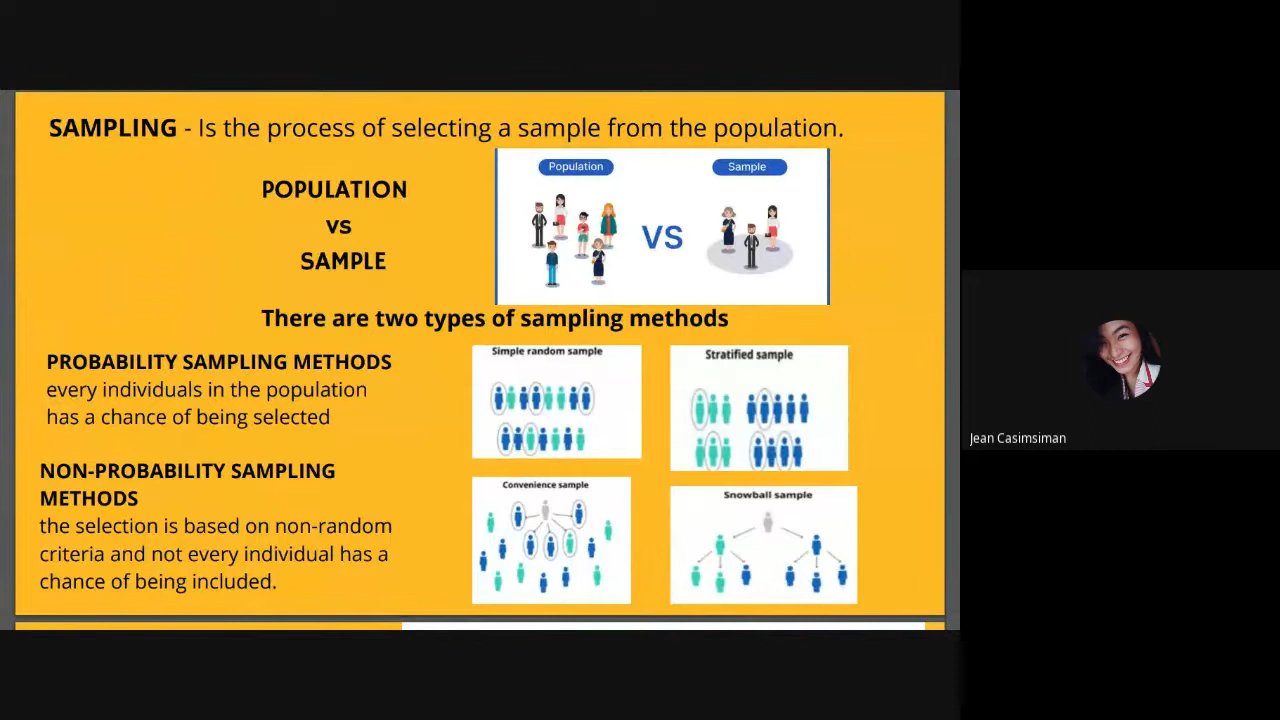 SAMPLING - Is the process of selecting a sample from the population.
POPULATION
vs
SAMPLE
Population
Sample
VS
There are two types of sampling methods
PROBABILITY SAMPLING METHODS
every individuals in the population
has a chance of being selected
Simple random sample
Stratified sample
NON-PROBABILITY SAMPLING
METHODS
the selection is based on non-random
criteria and not every individual has a
chance of being included.
Convenience sample
Snowball sample
Jean Casimsiman